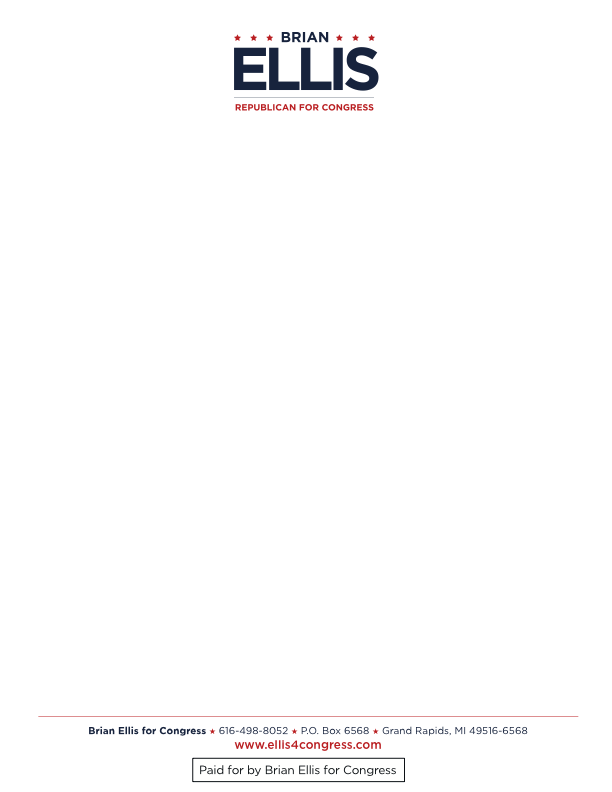 ★ ★ ★ BRIAN ★ ★ ★
ELLIS
REPUBLICAN FOR CONGRESS
Brian Ellis for Congress ★ 616-498-8052 ★ P.O. Box 6568 ★ Grand Rapids, MI 49516-6568
www.ellis4congress.com
Paid for by Brian Ellis for Congress